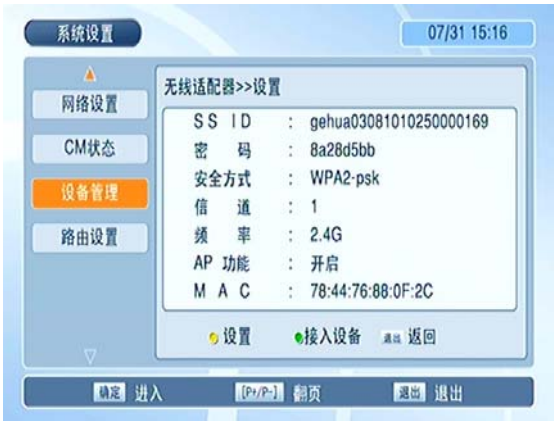 系统设置
07/31 15:16
网络设置
CM状态
设备管理
路由设置
无线适配器>>设置
SS ID : gehua03081010250000169
密 码 : 8a28d5bb
安全方式 : WPA2-psk
信 道 : 1
频 率 : 2.4G
AP 功能 : 开启
M A C : 78:44:76:88:0F:2C
设置 接入设备 退出 返回
确定 进入 [P+/P-] 翻页 退出 退出